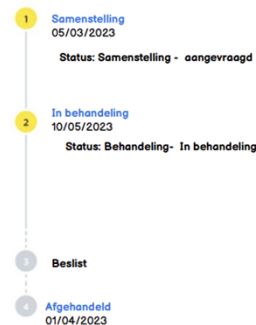 1
Samenstelling
05/03/2023
Status: Samenstelling - aangevraagd
2
In behandeling
10/05/2023
Status: Behandeling- In behandeling
3
Beslist
4
Afgehandeld
01/04/2023